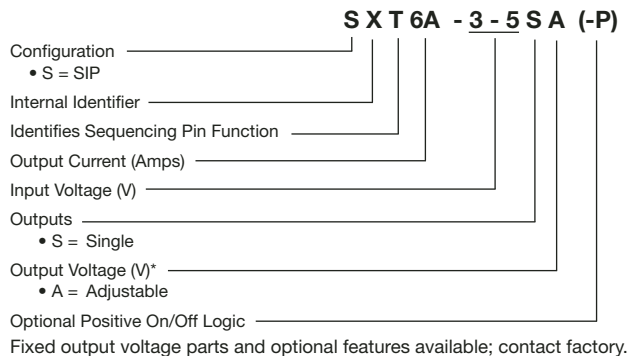 S X T 6A - 3 - 5 S A (-P)
Configuration
• S = SIP
Internal Identifier
Identifies Sequencing Pin Function
Output Current (Amps)
Input Voltage (V)
Outputs
• S = Single
Output Voltage (V)*
• A = Adjustable
Optional Positive On/Off Logic
Fixed output voltage parts and optional features available; contact factory.